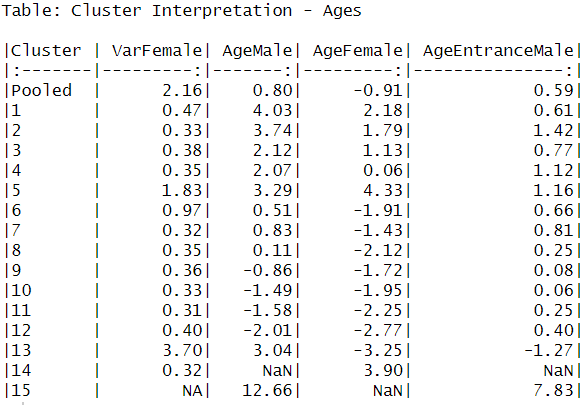 Table: Cluster Interpretation - Ages
|Cluster | VarFemale| AgeMale| AgeFemale| AgeEntranceMale|
|:-------|---------:|-------:|---------:|---------------:|
|Pooled  |      2.16|    0.80|     -0.91|            0.59|
|1       |      0.47|    4.03|      2.18|            0.61|
|2       |      0.33|    3.74|      1.79|            1.42|
|3       |      0.38|    2.12|      1.13|            0.77|
|4       |      0.35|    2.07|      0.06|            1.12|
|5       |      1.83|    3.29|      4.33|            1.16|
|6       |      0.97|    0.51|     -1.91|            0.66|
|7       |      0.32|    0.83|     -1.43|            0.81|
|8       |      0.35|    0.11|     -2.12|            0.25|
|9       |      0.36|   -0.86|     -1.72|            0.08|
|10      |      0.33|   -1.49|     -1.95|            0.06|
|11      |      0.31|   -1.58|     -2.25|            0.25|
|12      |      0.40|   -2.01|     -2.77|            0.40|
|13      |      3.70|    3.04|     -3.25|           -1.27|
|14      |      0.32|     NaN|      3.90|             NaN|
|15      |        NA|   12.66|       NaN|            7.83|